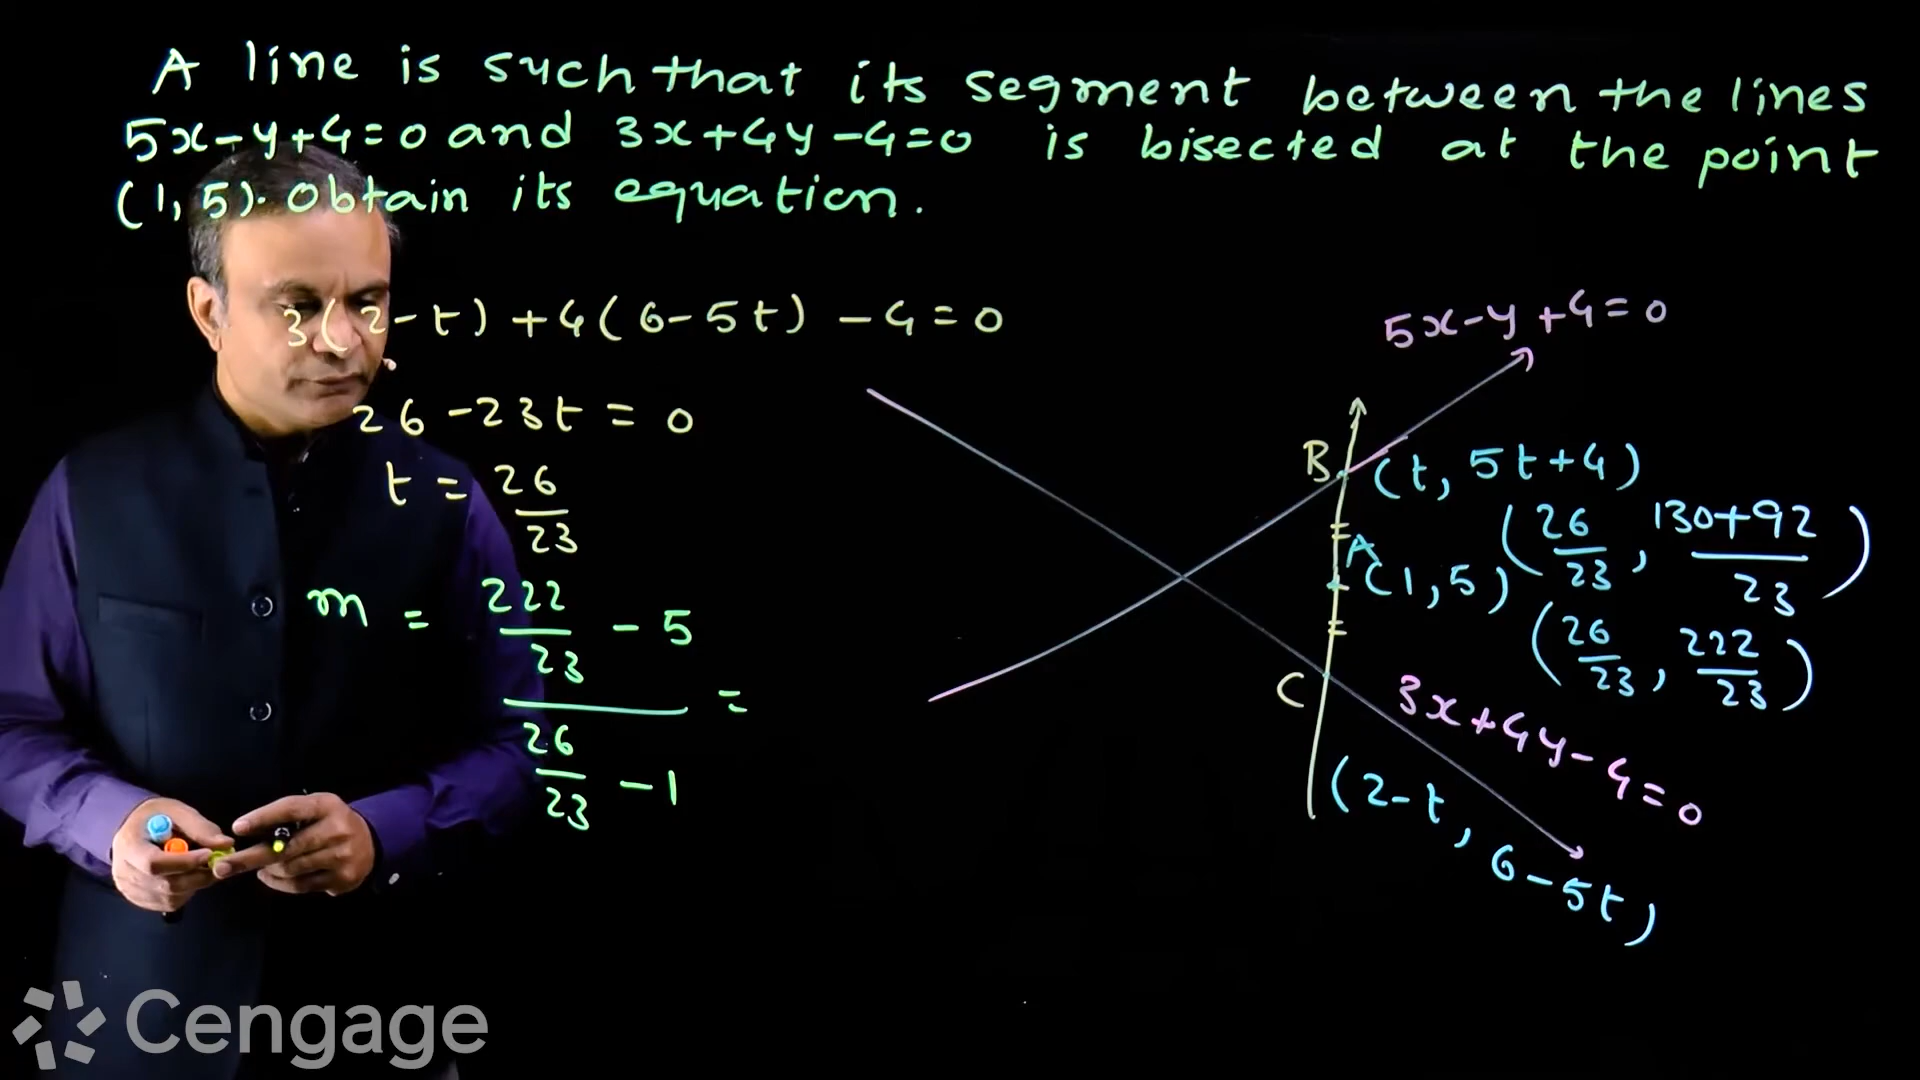 A line is such that its segment between the lines
5x-y+4=0 and 3x+4y-4=0 is bisected at the point
(1,5). Obtain its equation.
3(2-t)+4(6-5t)-4=0
26-23t=0
t=26/23
m = (222/23 - 5)/(26/23 - 1) =
5x-y+4=0
B (t, 5t+4)
(26/23, 130+92/23)
A (1,5)
(26/23, 222/23)
C
3x+4y-4=0
(2-t, 6-5t)
Cengage